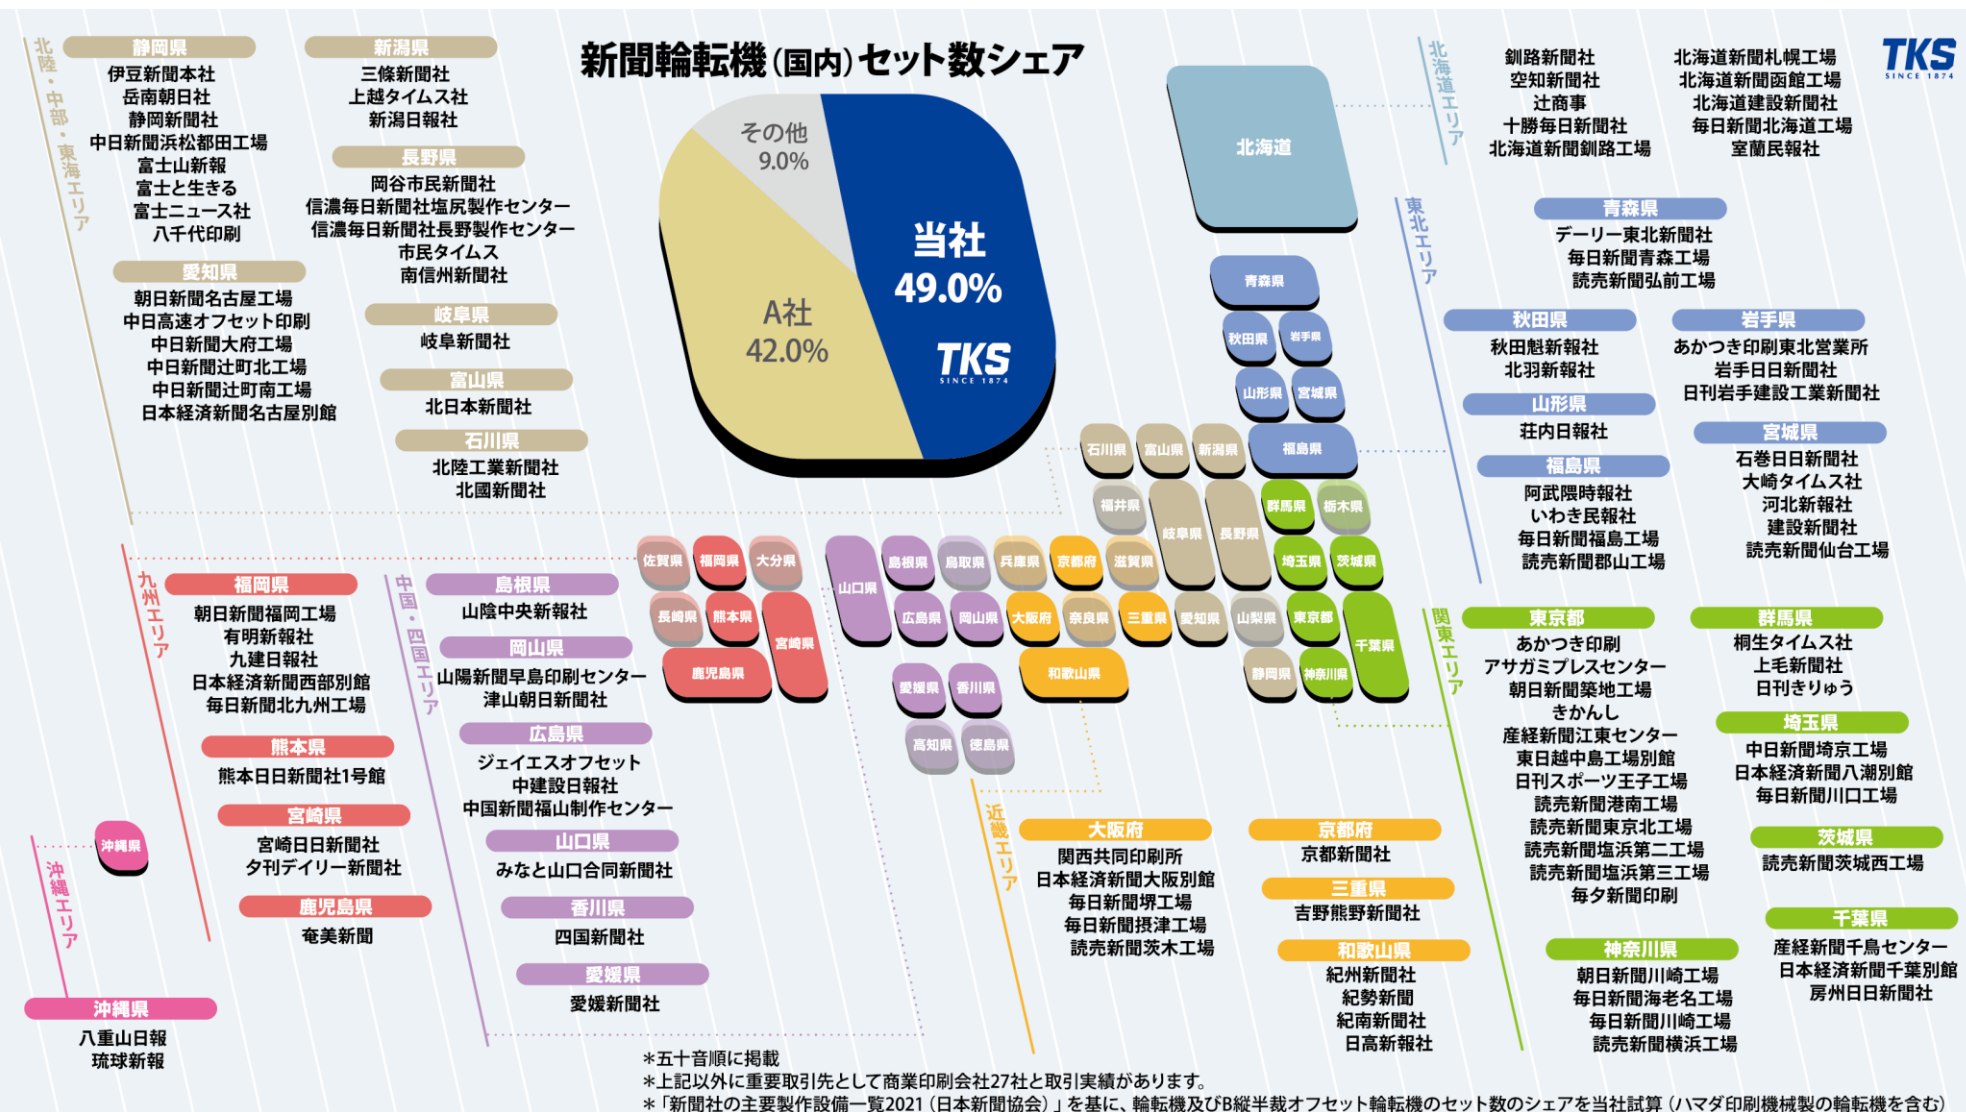 新聞輪転機(国内)セット数シェア
当社
49.0%
TKS
SINCE 1874
A社
42.0%
その他
9.0%
TKS
SINCE 1874
北陸・中部・東海エリア
静岡県
伊豆新聞本社
岳南朝日社
静岡新聞社
中日新聞浜松都田工場
富士山新報
富士と生きる
富士ニュース社
八千代印刷
愛知県
朝日新聞名古屋工場
中日高速オフセット印刷
中日新聞大府工場
中日新聞辻町北工場
中日新聞辻町南工場
日本経済新聞名古屋別館
新潟県
三條新聞社
上越タイムス社
新潟日報社
長野県
岡谷市民新聞社
信濃毎日新聞社塩尻製作センター
信濃毎日新聞社長野製作センター
市民タイムス
南信州新聞社
岐阜県
岐阜新聞社
富山県
北日本新聞社
石川県
北陸工業新聞社
北國新聞社
北海道エリア
釧路新聞社
空知新聞社
辻商事
十勝毎日新聞社
北海道新聞釧路工場
北海道新聞札幌工場
北海道新聞函館工場
北海道建設新聞社
毎日新聞北海道工場
室蘭民報社
東北エリア
青森県
デーリー東北新聞社
毎日新聞青森工場
読売新聞弘前工場
秋田県
秋田魁新報社
北羽新報社
山形県
荘内日報社
福島県
阿武隈時報社
いわき民報社
毎日新聞福島工場
読売新聞郡山工場
岩手県
あかつき印刷東北営業所
岩手日日新聞社
日刊岩手建設工業新聞社
宮城県
石巻日日新聞社
大崎タイムス社
河北新報社
建設新聞社
読売新聞仙台工場
北海道
青森県
秋田県
岩手県
山形県
宮城県
石川県
富山県
新潟県
福島県
福井県
岐阜県
長野県
群馬県
栃木県
佐賀県
福岡県
大分県
山口県
島根県
鳥取県
兵庫県
京都府
滋賀県
埼玉県
茨城県
長崎県
熊本県
宮崎県
広島県
岡山県
大阪府
奈良県
三重県
愛知県
山梨県
東京都
千葉県
鹿児島県
愛媛県
香川県
和歌山県
静岡県
神奈川県
高知県
徳島県
沖縄県
九州エリア
福岡県
朝日新聞福岡工場
有明新報社
九建日報社
日本経済新聞西部別館
毎日新聞北九州工場
熊本県
熊本日日新聞社1号館
宮崎県
宮崎日日新聞社
夕刊デイリー新聞社
鹿児島県
奄美新聞
沖縄エリア
沖縄県
八重山日報
琉球新報
中国・四国エリア
島根県
山陰中央新報社
岡山県
山陽新聞早島印刷センター
津山朝日新聞社
広島県
ジェイエスオフセット
中建設日報社
中国新聞福山制作センター
山口県
みなと山口合同新聞社
香川県
四国新聞社
愛媛県
愛媛新聞社
近畿エリア
大阪府
関西共同印刷所
日本経済新聞大阪別館
毎日新聞堺工場
毎日新聞摂津工場
読売新聞茨木工場
京都府
京都新聞社
三重県
吉野熊野新聞社
和歌山県
紀州新聞社
紀勢新聞
紀南新聞社
日高新報社
関東エリア
東京都
あかつき印刷
アサガミプレスセンター
朝日新聞築地工場
きかんし
産経新聞江東センター
東日越中島工場別館
日刊スポーツ王子工場
読売新聞港南工場
読売新聞東京北工場
読売新聞塩浜第二工場
読売新聞塩浜第三工場
毎夕新聞印刷
神奈川県
朝日新聞川崎工場
毎日新聞海老名工場
毎日新聞川崎工場
読売新聞横浜工場
群馬県
桐生タイムス社
上毛新聞社
日刊きりゅう
埼玉県
中日新聞埼京工場
日本経済新聞八潮別館
毎日新聞川口工場
茨城県
読売新聞茨城西工場
千葉県
産経新聞千鳥センター
日本経済新聞千葉別館
房州日日新聞社
＊五十音順に掲載
＊上記以外に重要取引先として商業印刷会社27社と取引実績があります。
＊「新聞社の主要製作設備一覧2021(日本新聞協会)」を基に、輪転機及びB縦半裁オフセット輪転機のセット数のシェアを当社試算(ハマダ印刷機械製の輪転機を含む)